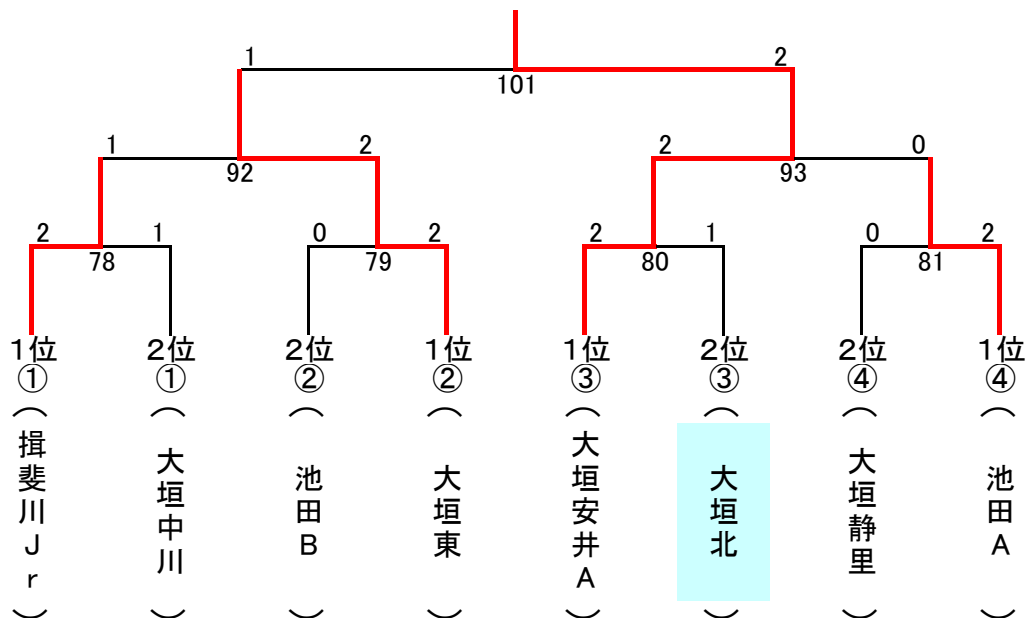 1 2
101
1 2 2 0
92 93
2 1 0 2 2 1 0 2
78 79 80 81
1位 2位 2位 1位 1位 2位 2位 1位
① ① ② ② ③ ③ ④ ④
（揖斐川Jr）
（大垣中川）
（池田B）
（大垣東）
（大垣安井A）
（大垣北）
（大垣静里）
（池田A）